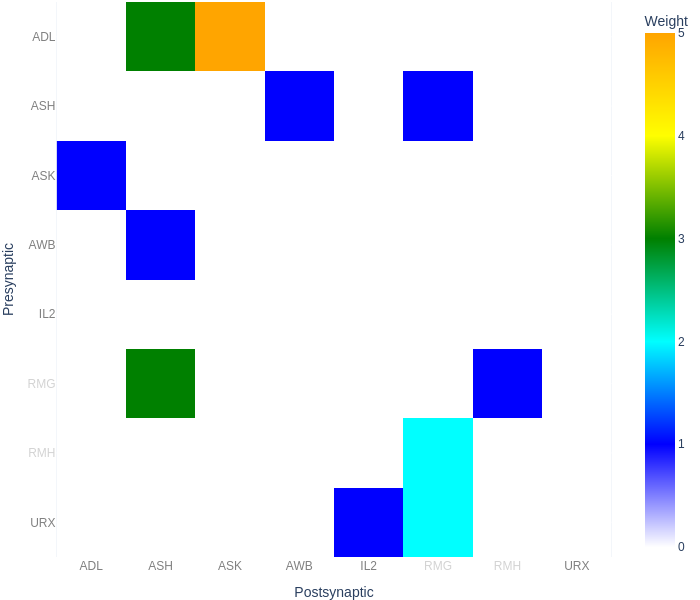 Weight
5
4
3
2
1
0
Presynaptic
ADL
ASH
ASK
AWB
IL2
RMG
RMH
URX
ADL ASH ASK AWB IL2 RMG RMH URX
Postsynaptic